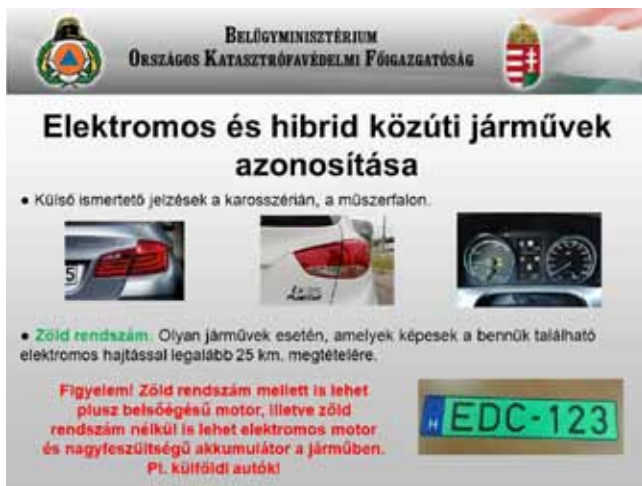 BELÜGYMINISZTÉRIUM
ORSZÁGOS KATASZTRÓFAVÉDELMI FŐIGAZGATÓSÁG
Elektromos és hibrid közúti járművek
azonosítása
● Külső ismertető jelzések a karosszérián, a műszerfalon.
● Zöld rendszám: Olyan járművek esetén, amelyek képesek a bennük található
elektromos hajtással legalább 25 km. megtételére.
Figyelem! Zöld rendszám mellett is lehet
plusz belsőégésű motor, illetve zöld
rendszám nélkül is lehet elektromos motor
és nagyfeszültségű akkumulátor a járműben.
Pl. külföldi autók!
H EDC-123